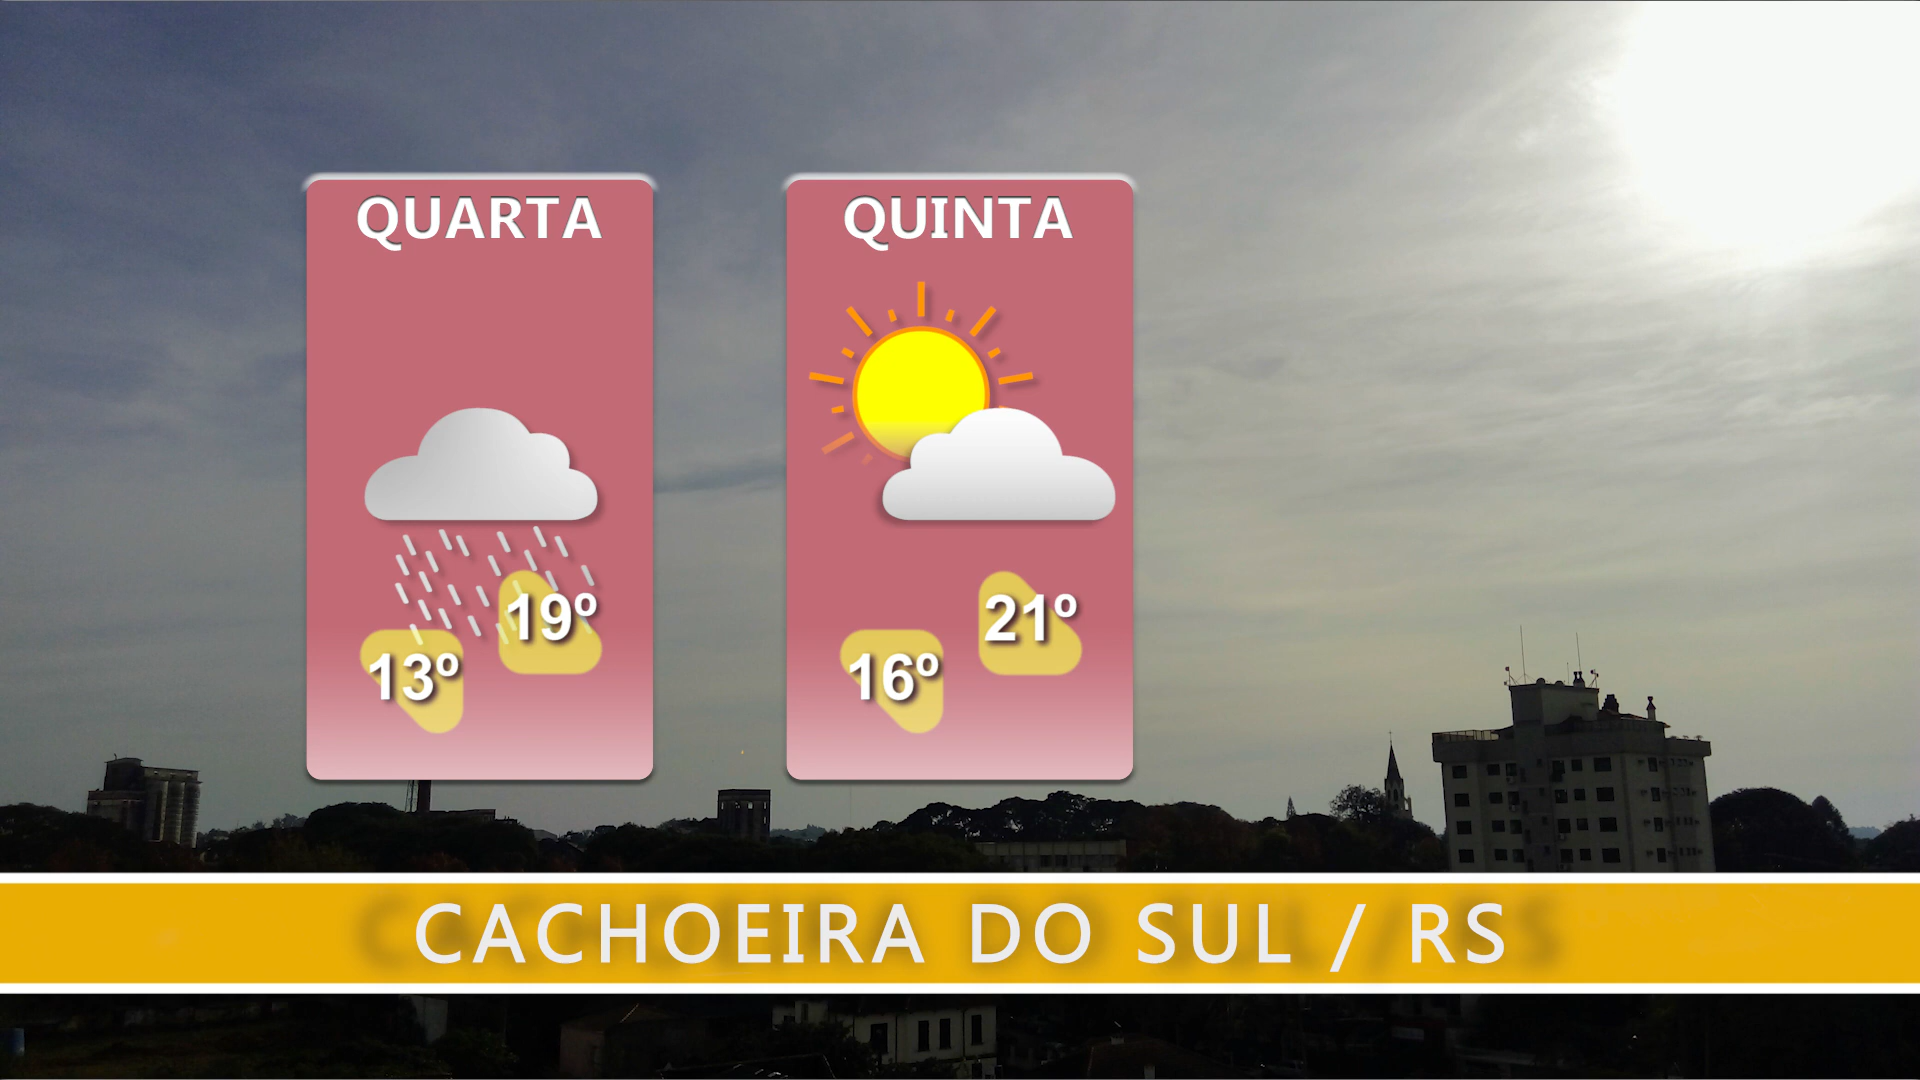 QUARTA
19º
13º
QUINTA
21º
16º
CACHOEIRA DO SUL / RS